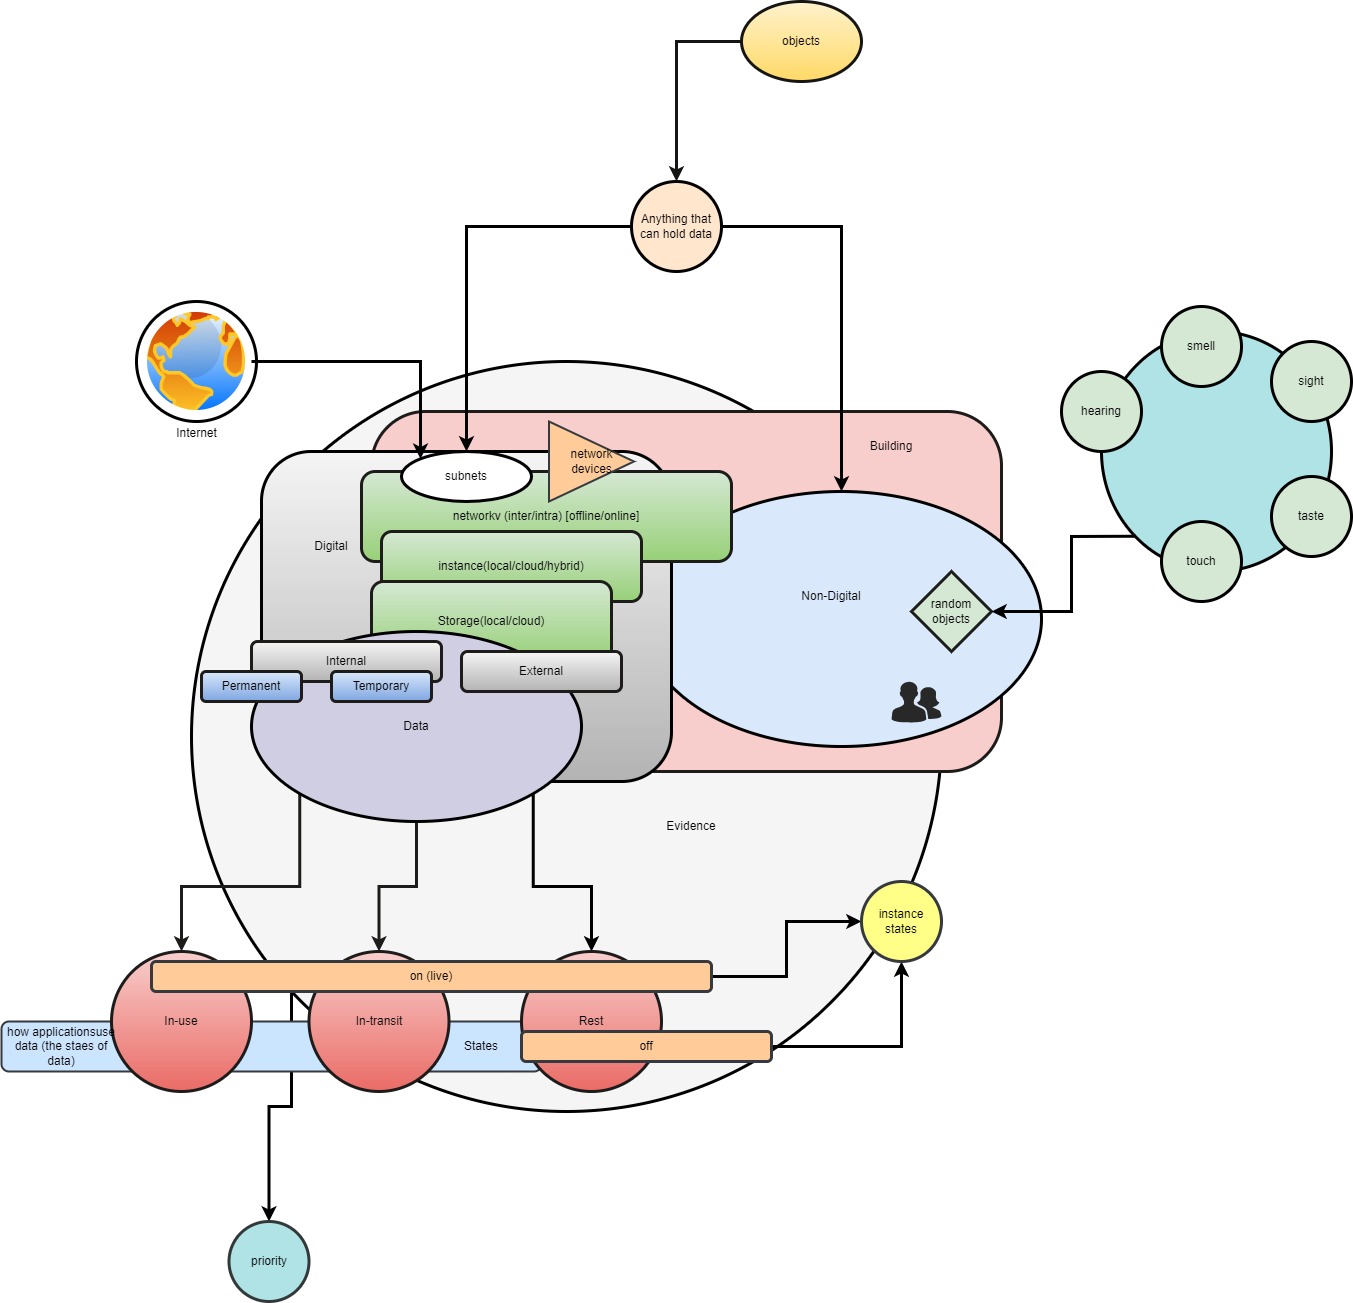 objects
Anything that
can hold data
smell
sight
hearing
taste
touch
Internet
Building
subnets
network
devices
networkv (inter/intra) [offline/online]
Digital
instance(local/cloud/hybrid)
Non-Digital
random
objects
Storage(local/cloud)
Internal
External
Permanent
Temporary
Data
Evidence
instance
states
on (live)
In-use
In-transit
Rest
how applicationsuse
data (the staes of
data)
States
off
priority